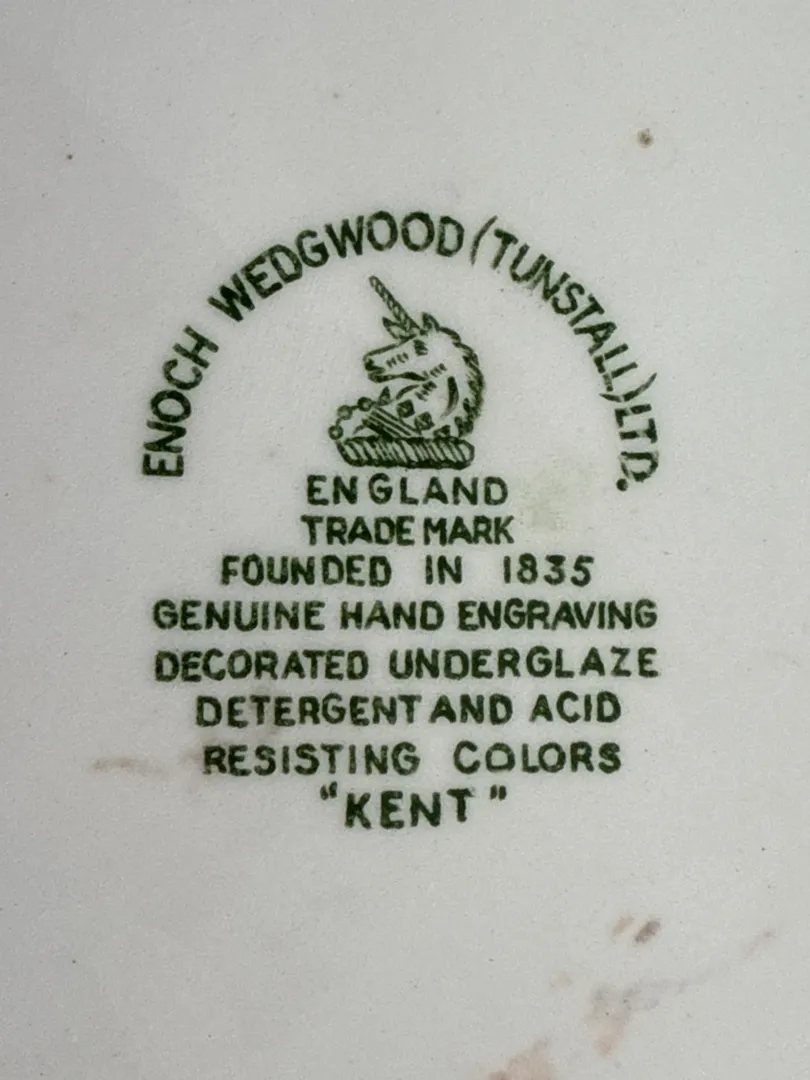 ENOCH WEDGWOOD (TUNSTALL) LTD.
ENGLAND
TRADE MARK
FOUNDED IN 1835
GENUINE HAND ENGRAVING
DECORATED UNDERGLAZE
DETERGENT AND ACID
RESISTING COLORS
"KENT"